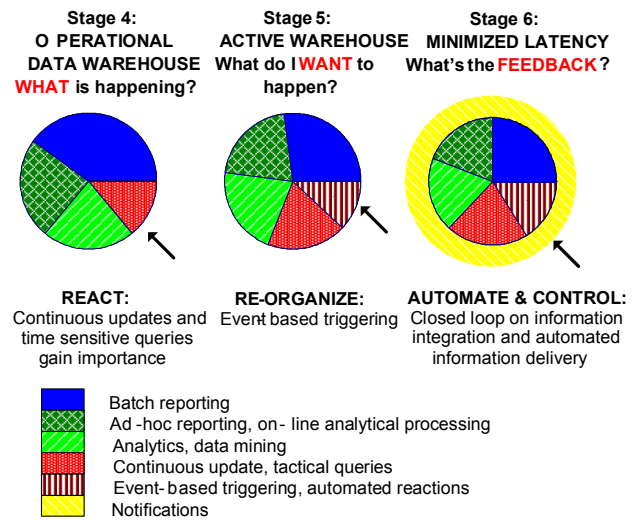 Stage 4:
O PERATIONAL
DATA WAREHOUSE
WHAT is happening?
Stage 5:
ACTIVE WAREHOUSE
What do I WANT to
happen?
Stage 6:
MINIMIZED LATENCY
What's the FEEDBACK ?
REACT:
Continuous updates and
time sensitive queries
gain importance
RE-ORGANIZE:
Event based triggering
AUTOMATE & CONTROL:
Closed loop on information
integration and automated
information delivery
Batch reporting
Ad -hoc reporting, on- line analytical processing
Analytics, data mining
Continuous update, tactical queries
Event- based triggering, automated reactions
Notifications